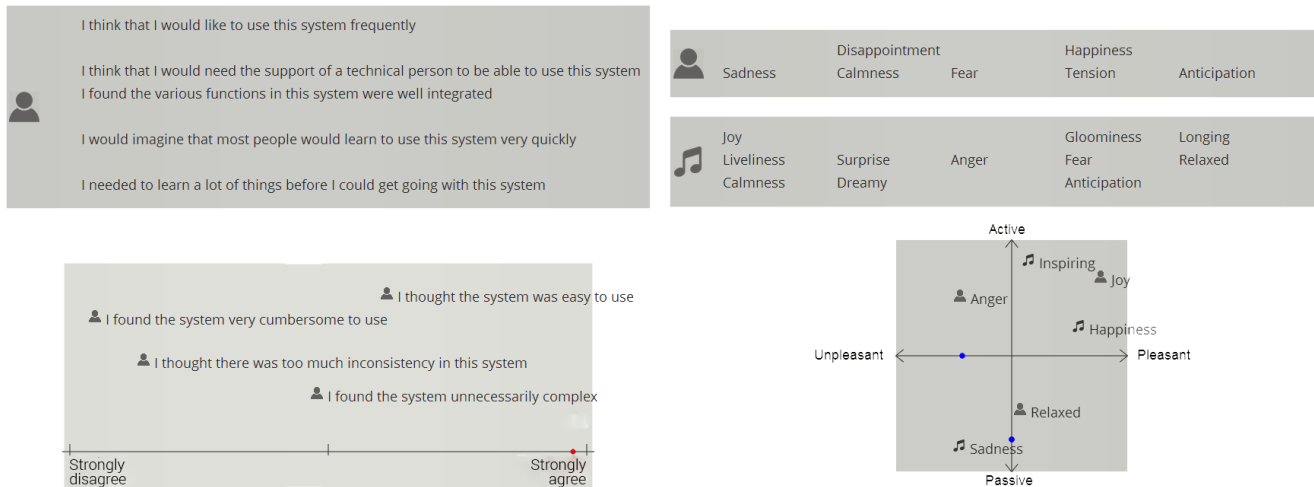 I think that I would like to use this system frequently
I think that I would need the support of a technical person to be able to use this system
I found the various functions in this system were well integrated
I would imagine that most people would learn to use this system very quickly
I needed to learn a lot of things before I could get going with this system
Disappointment Happiness
Sadness Calmness Fear Tension Anticipation
Joy Gloominess Longing
Liveliness Surprise Anger Fear Relaxed
Calmness Dreamy Anticipation
I thought the system was easy to use
I found the system very cumbersome to use
I thought there was too much inconsistency in this system
I found the system unnecessarily complex
Strongly
disagree
Strongly
agree
Active
Inspiring
Joy
Anger
Happiness
Unpleasant
Pleasant
Relaxed
Sadness
Passive